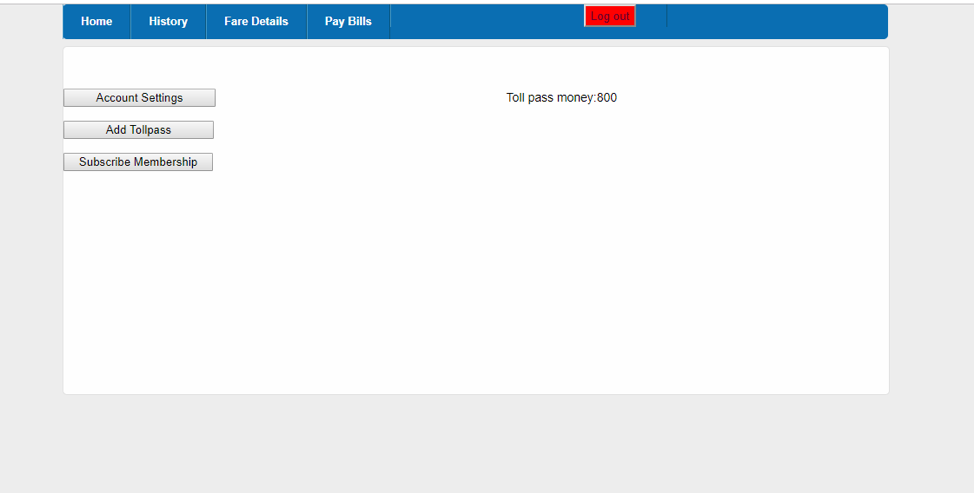 Home History Fare Details Pay Bills Log out
Account Settings
Toll pass money:800
Add Tollpass
Subscribe Membership